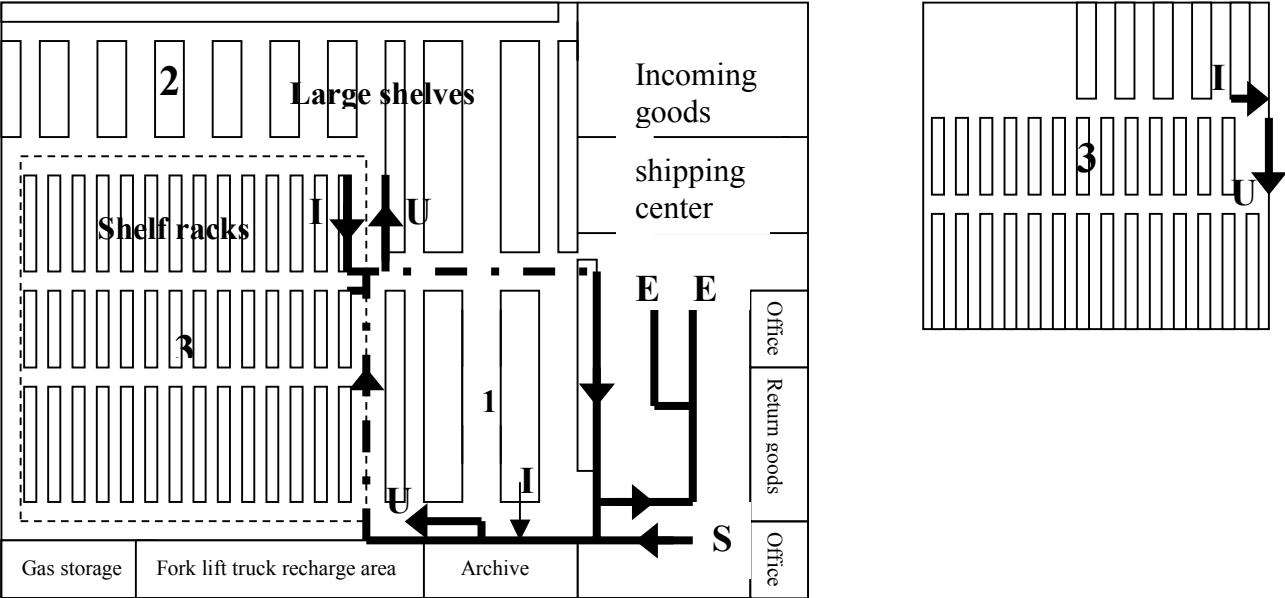 2
Large shelves
Incoming
goods
shipping
center
I
U
Shelf racks
3
1
I
U
E E
S
Office
Return goods
Office
Gas storage
Fork lift truck recharge area
Archive
I
3
U